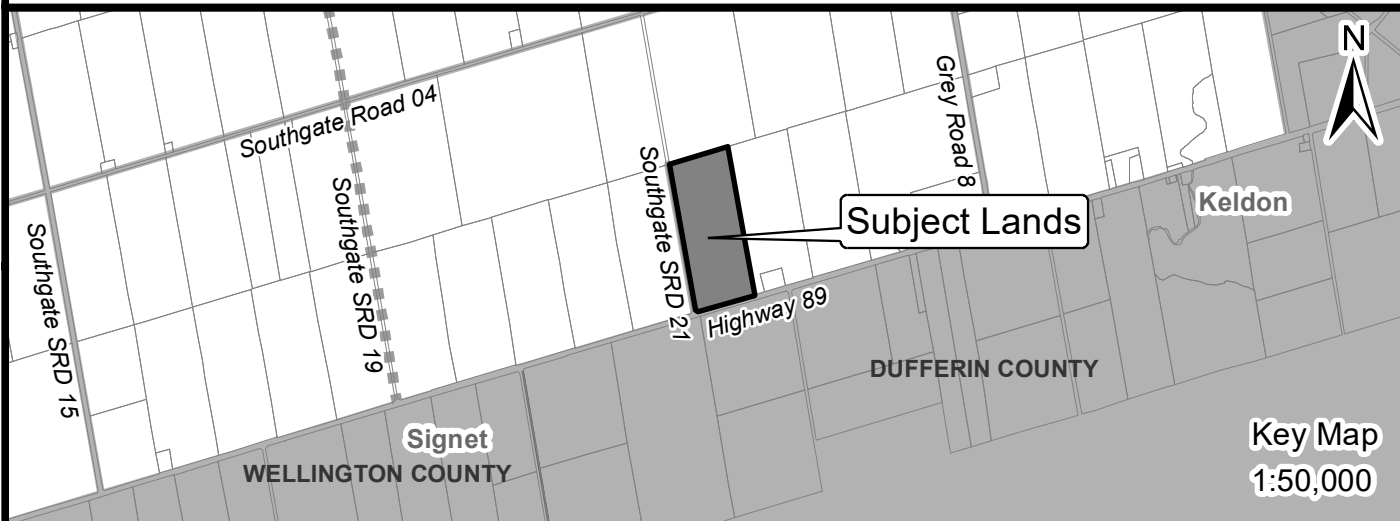 N
Southgate Road 04
Grey Road 8
Southgate SRD 21
Southgate SRD 19
Keldon
Subject Lands
Southgate SRD 15
Highway 89
DUFFERIN COUNTY
Signet
WELLINGTON COUNTY
Key Map
1:50,000